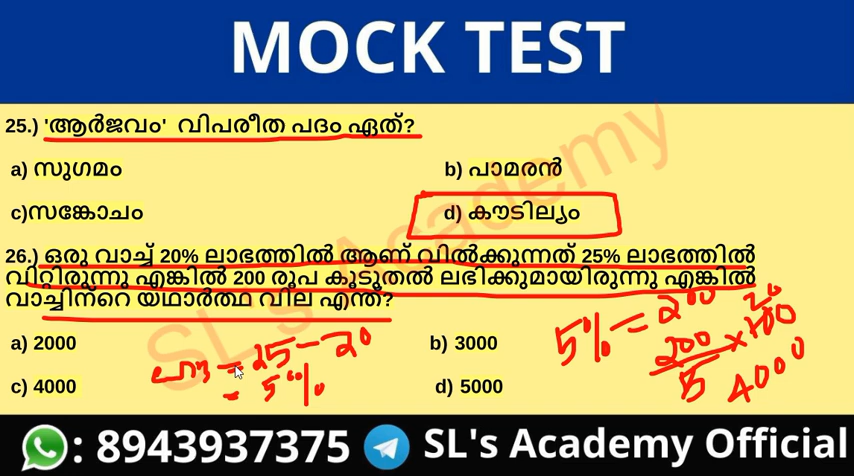 MOCK TEST
25.) 'ആർജവം' വിപരീത പദം ഏത്?
a) സുഗമം b) പാമരൻ
c)സങ്കോചം d) കൗടില്യം
26.) ഒരു വാച്ച് 20% ലാഭത്തിൽ ആണ് വിൽക്കുന്നത് 25% ലാഭത്തിൽ
വിറ്റിരുന്നു എങ്കിൽ 200 രൂപ കൂടുതൽ ലഭിക്കുമായിരുന്നു എങ്കിൽ
വാച്ചിന്റെ യഥാർത്ഥ വില എന്ത്?
a) 2000 b) 3000
c) 4000 d) 5000
= 25 - 20
= 5%
5% = 200
200 × 100
5
4000
SL's Academy
: 8943937375 SL's Academy Official